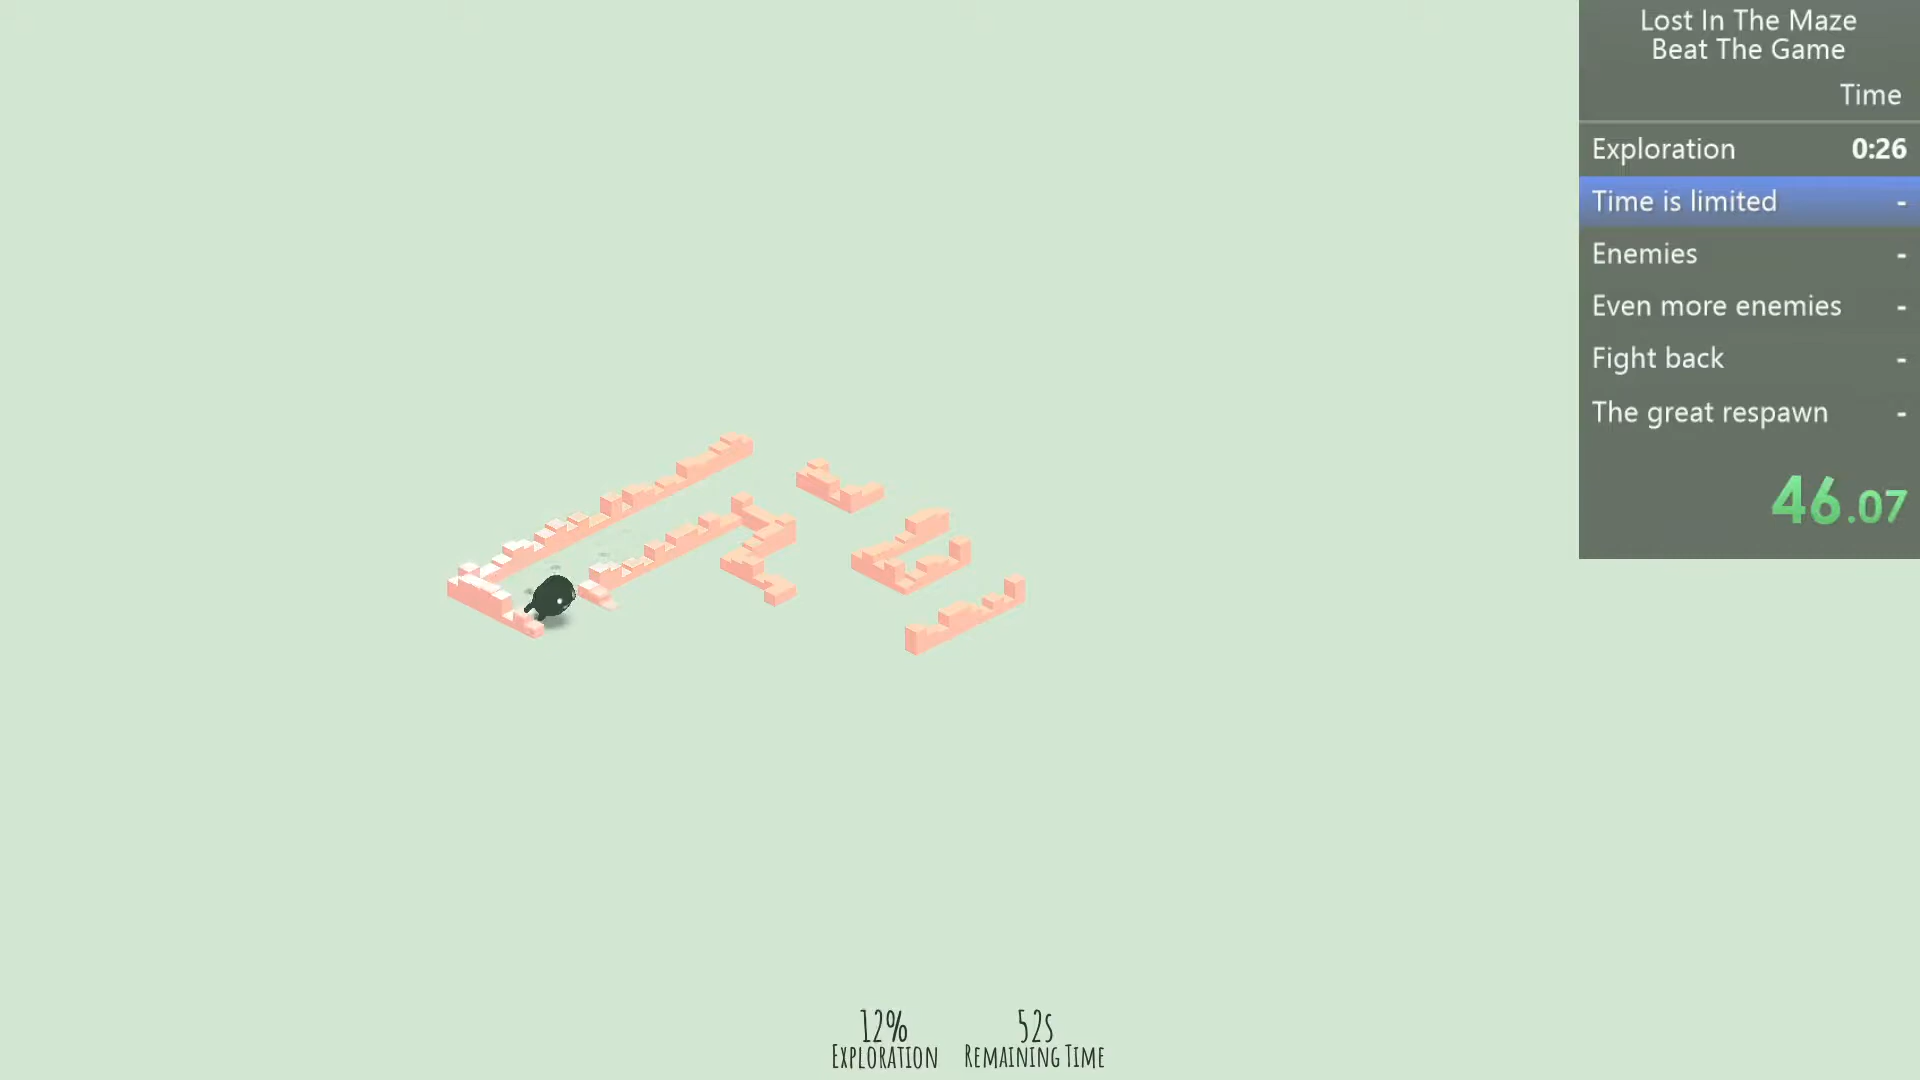 Lost In The Maze
Beat The Game
Time
Exploration 0:26
Time is limited -
Enemies -
Even more enemies -
Fight back -
The great respawn -
46.07
12% 52s
Exploration Remaining Time